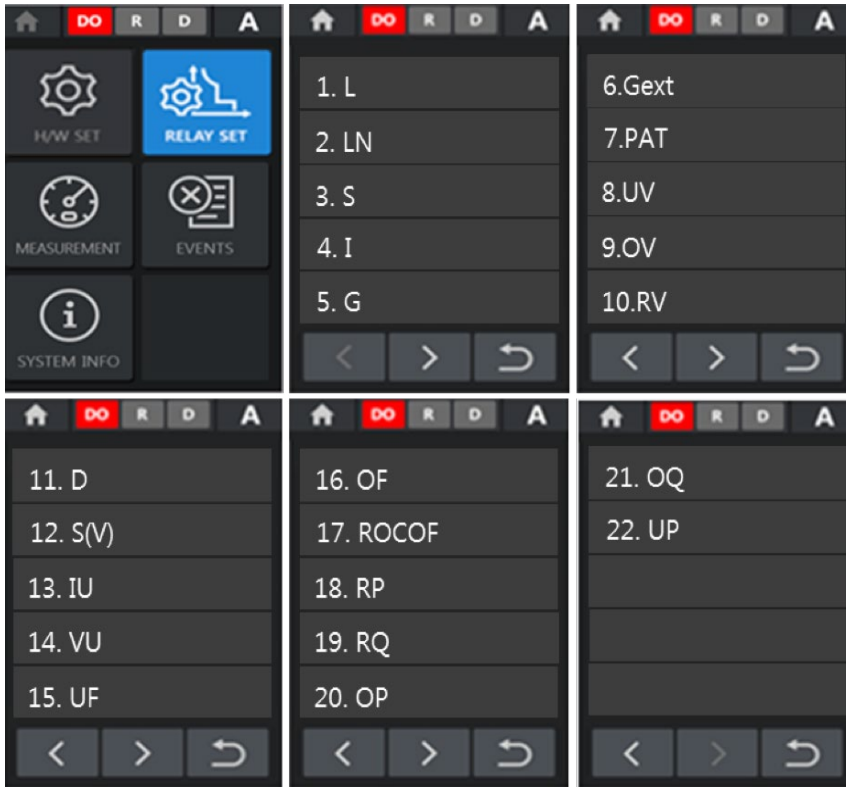 DO R D A
H/W SET RELAY SET
MEASUREMENT EVENTS
SYSTEM INFO
DO R D A
1. L
2. LN
3. S
4. I
5. G
DO R D A
6.Gext
7.PAT
8.UV
9.OV
10.RV
DO R D A
11. D
12. S(V)
13. IU
14. VU
15. UF
DO R D A
16. OF
17. ROCOF
18. RP
19. RQ
20. OP
DO R D A
21. OQ
22. UP